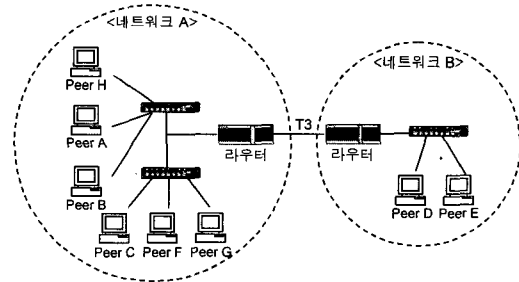 <네트워크 A>
<네트워크 B>
Peer H
Peer A
Peer B
Peer C
Peer F
Peer G
라우터
T3
라우터
Peer D
Peer E